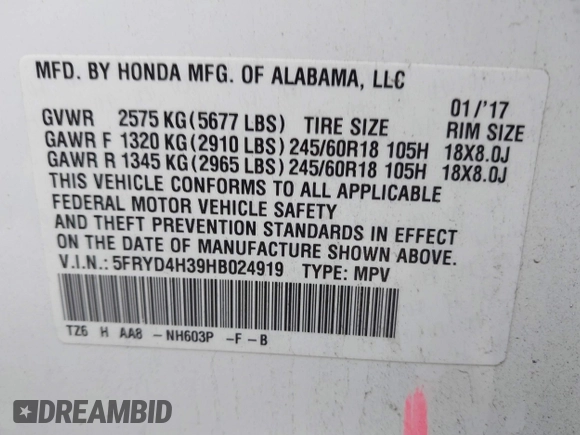 MFD. BY HONDA MFG. OF ALABAMA, LLC
01/'17
GVWR 2575 KG(5677 LBS) TIRE SIZE RIM SIZE
GAWR F 1320 KG(2910 LBS)245/60R18 105H 18X8.0J
GAWR R 1345 KG(2965 LBS)245/60R18 105H 18X8.0J
THIS VEHICLE CONFORMS TO ALL APPLICABLE
FEDERAL MOTOR VEHICLE SAFETY
AND THEFT PREVENTION STANDARDS IN EFFECT
ON THE DATE OF MANUFACTURE SHOWN ABOVE.
V.I.N.: 5FRYD4H39HB024919 TYPE: MPV
TZ6 H AA8 - NH603P -F - B
DREAMBID